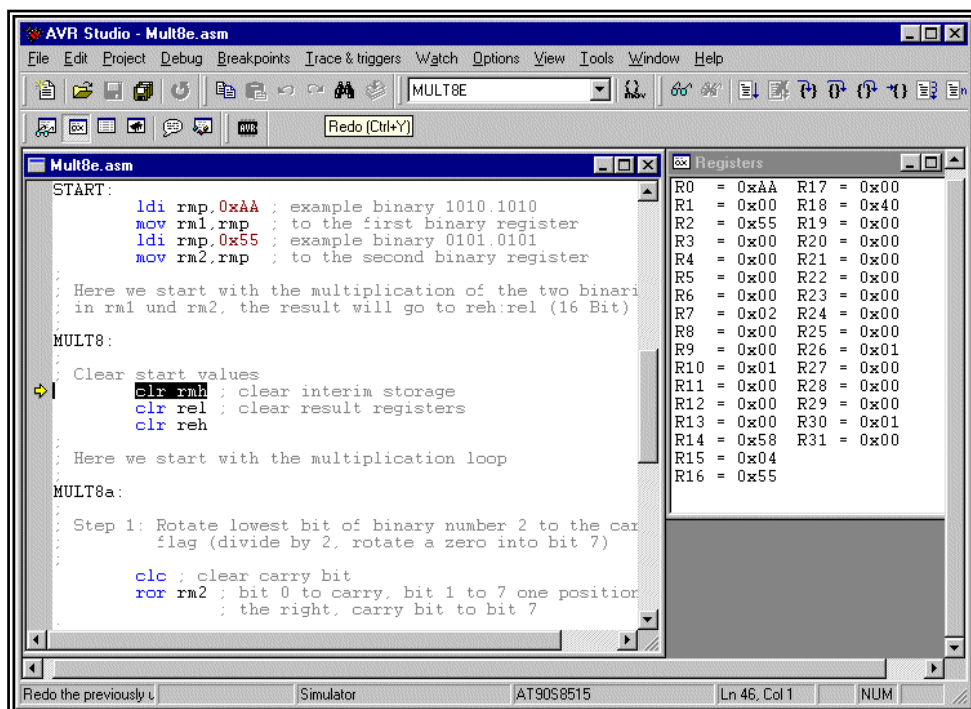 AVR Studio - Mult8e.asm
File Edit Project Debug Breakpoints Trace & triggers Watch Options View Tools Window Help
MULT8E
AVR
Redo (Ctrl+Y)
Mult8e.asm
START:
ldi rmp,0xAA ; example binary 1010.1010
mov rm1,rmp ; to the first binary register
ldi rmp,0x55 ; example binary 0101.0101
mov rm2,rmp ; to the second binary register
;
; Here we start with the multiplication of the two binari
; in rm1 und rm2, the result will go to reh:rel (16 Bit)
;
MULT8:
;
; Clear start values
clr rmh ; clear interim storage
clr rel ; clear result registers
clr reh
;
; Here we start with the multiplication loop
;
MULT8a:
;
; Step 1: Rotate lowest bit of binary number 2 to the car
; flag (divide by 2, rotate a zero into bit 7)
;
clc ; clear carry bit
ror rm2 ; bit 0 to carry, bit 1 to 7 one position
; the right, carry bit to bit 7
Registers
R0 = 0xAA R17 = 0x00
R1 = 0x00 R18 = 0x40
R2 = 0x55 R19 = 0x00
R3 = 0x00 R20 = 0x00
R4 = 0x00 R21 = 0x00
R5 = 0x00 R22 = 0x00
R6 = 0x00 R23 = 0x00
R7 = 0x02 R24 = 0x00
R8 = 0x00 R25 = 0x00
R9 = 0x00 R26 = 0x01
R10 = 0x01 R27 = 0x00
R11 = 0x00 R28 = 0x00
R12 = 0x00 R29 = 0x00
R13 = 0x00 R30 = 0x01
R14 = 0x58 R31 = 0x00
R15 = 0x04
R16 = 0x55
Redo the previously u Simulator AT90S8515 Ln 46, Col 1 NUM